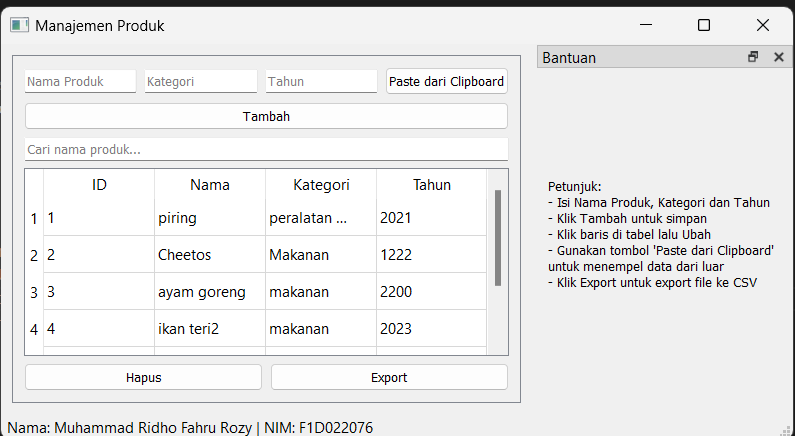 Manajemen Produk
Bantuan
Nama Produk Kategori Tahun Paste dari Clipboard
Tambah
Cari nama produk...
ID Nama Kategori Tahun
1 1 piring peralatan ... 2021
2 2 Cheetos Makanan 1222
3 3 ayam goreng makanan 2200
4 4 ikan teri2 makanan 2023
Hapus Export
Petunjuk:
- Isi Nama Produk, Kategori dan Tahun
- Klik Tambah untuk simpan
- Klik baris di tabel lalu Ubah
- Gunakan tombol 'Paste dari Clipboard'
untuk menempel data dari luar
- Klik Export untuk export file ke CSV
Nama: Muhammad Ridho Fahru Rozy | NIM: F1D022076